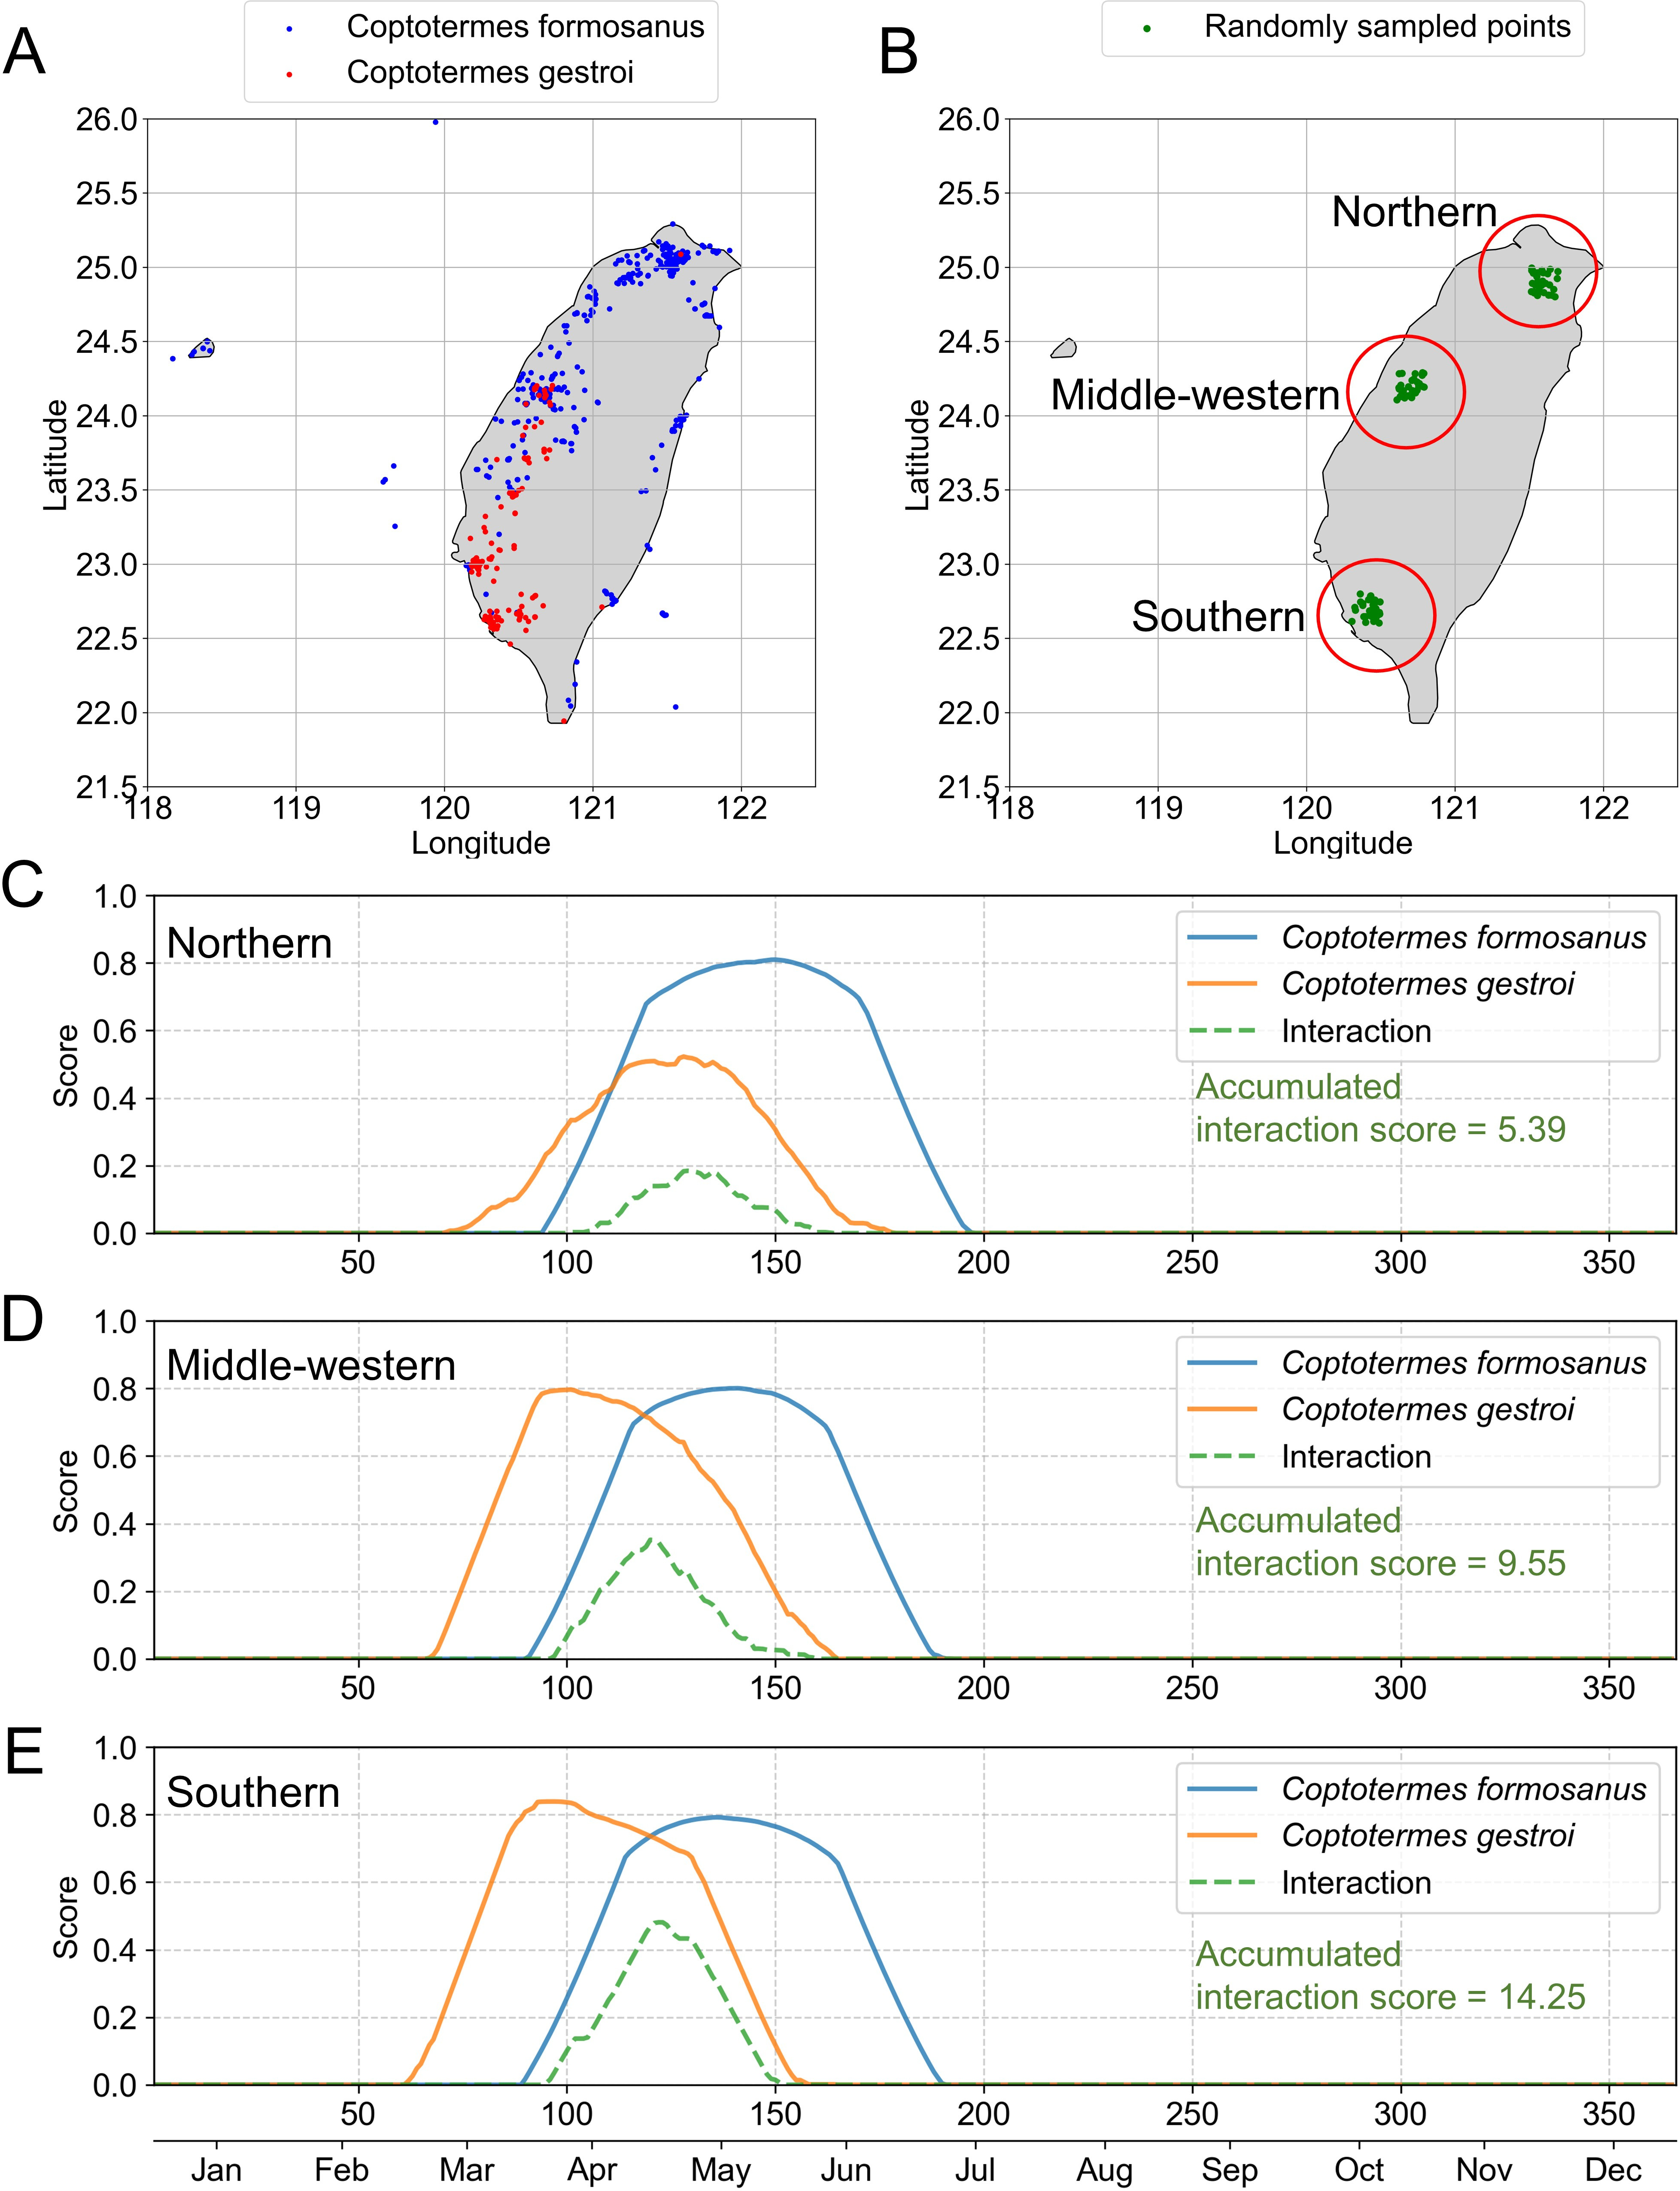 A
Coptotermes formosanus
Coptotermes gestroi
26.0
25.5
25.0
24.5
24.0
23.5
23.0
22.5
22.0
21.5
Latitude
118 119 120 121 122
Longitude
B
Randomly sampled points
26.0
25.5
25.0
24.5
24.0
23.5
23.0
22.5
22.0
21.5
Latitude
Northern
Middle-western
Southern
118 119 120 121 122
Longitude
C
Northern
1.0
0.8
0.6
0.4
0.2
0.0
Score
Coptotermes formosanus
Coptotermes gestroi
Interaction
Accumulated
interaction score = 5.39
50 100 150 200 250 300 350
D
Middle-western
1.0
0.8
0.6
0.4
0.2
0.0
Score
Coptotermes formosanus
Coptotermes gestroi
Interaction
Accumulated
interaction score = 9.55
50 100 150 200 250 300 350
E
Southern
1.0
0.8
0.6
0.4
0.2
0.0
Score
Coptotermes formosanus
Coptotermes gestroi
Interaction
Accumulated
interaction score = 14.25
50 100 150 200 250 300 350
Jan Feb Mar Apr May Jun Jul Aug Sep Oct Nov Dec